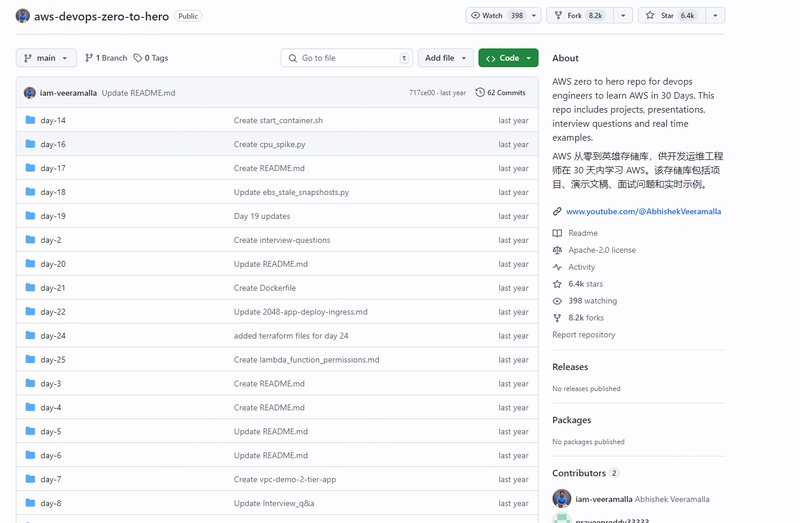 aws-devops-zero-to-hero Public
Watch 398 Fork 8.2k Star 6.4k
main 1 Branch 0 Tags Go to file t Add file Code
iam-veeramalla Update README.md 717ce00 · last year 62 Commits
day-14 Create start_container.sh last year
day-16 Create cpu_spike.py last year
day-17 Create README.md last year
day-18 Update ebs_stale_snapshosts.py last year
day-19 Day 19 updates last year
day-2 Create interview-questions last year
day-20 Update README.md last year
day-21 Create Dockerfile last year
day-22 Update 2048-app-deploy-ingress.md last year
day-24 added terraform files for day 24 last year
day-25 Create lambda_function_permissions.md last year
day-3 Create README.md last year
day-4 Create README.md last year
day-5 Update README.md last year
day-6 Update README.md last year
day-7 Create vpc-demo-2-tier-app last year
day-8 Update Interview_q&a last year
About
AWS zero to hero repo for devops
engineers to learn AWS in 30 Days. This
repo includes projects, presentations,
interview questions and real time
examples.
AWS 从零到英雄存储库，供开发运维工程
师在 30 天内学习 AWS。该存储库包括项
目、演示文稿、面试问题和实时示例。
www.youtube.com/@AbhishekVeeramalla
Readme
Apache-2.0 license
Activity
6.4k stars
398 watching
8.2k forks
Report repository
Releases
No releases published
Packages
No packages published
Contributors 2
iam-veeramalla Abhishek Veeramalla